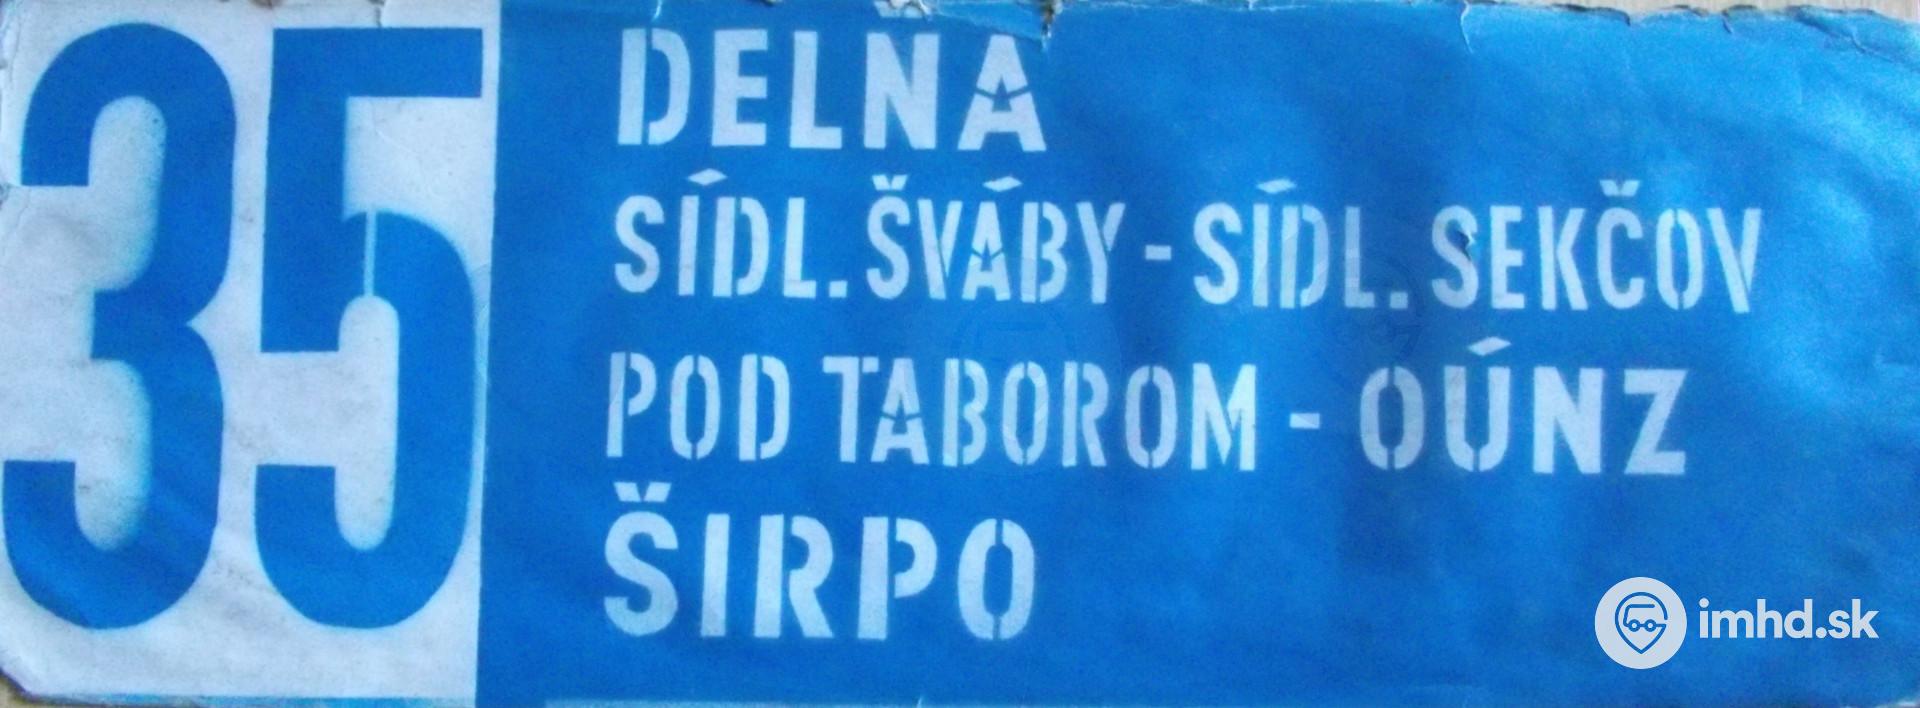 35
DELŇA
SÍDL. ŠVÁBY - SÍDL. SEKČOV
POD TABOROM - OÚNZ
ŠIRPO
imhd.sk